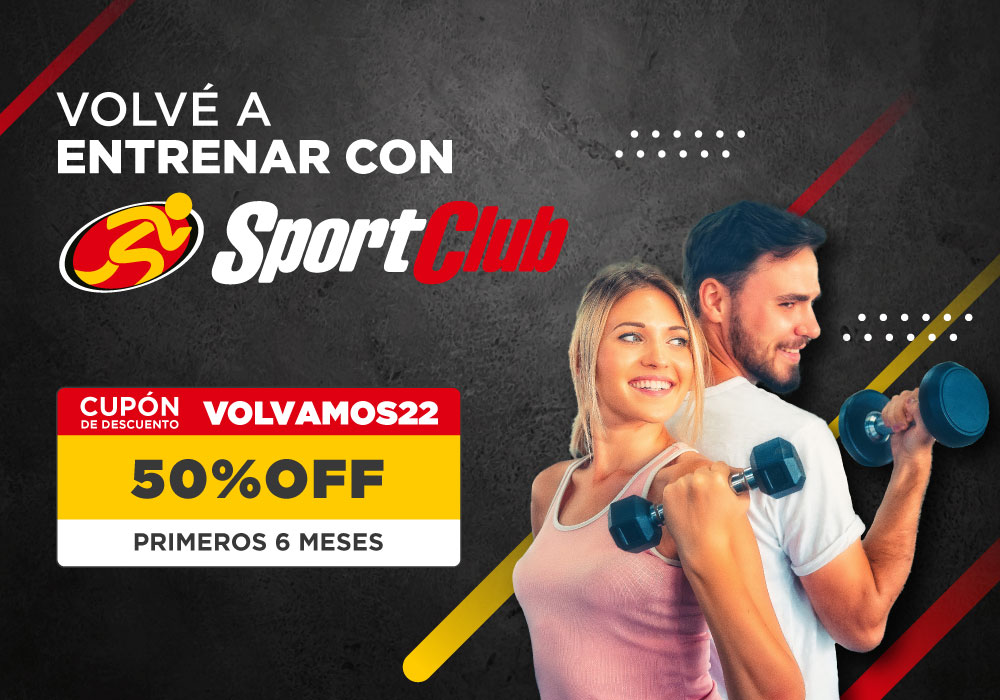 VOLVÉ A
ENTRENAR CON
SportClub
CUPÓN
DE DESCUENTO
VOLVAMOS22
50%OFF
PRIMEROS 6 MESES